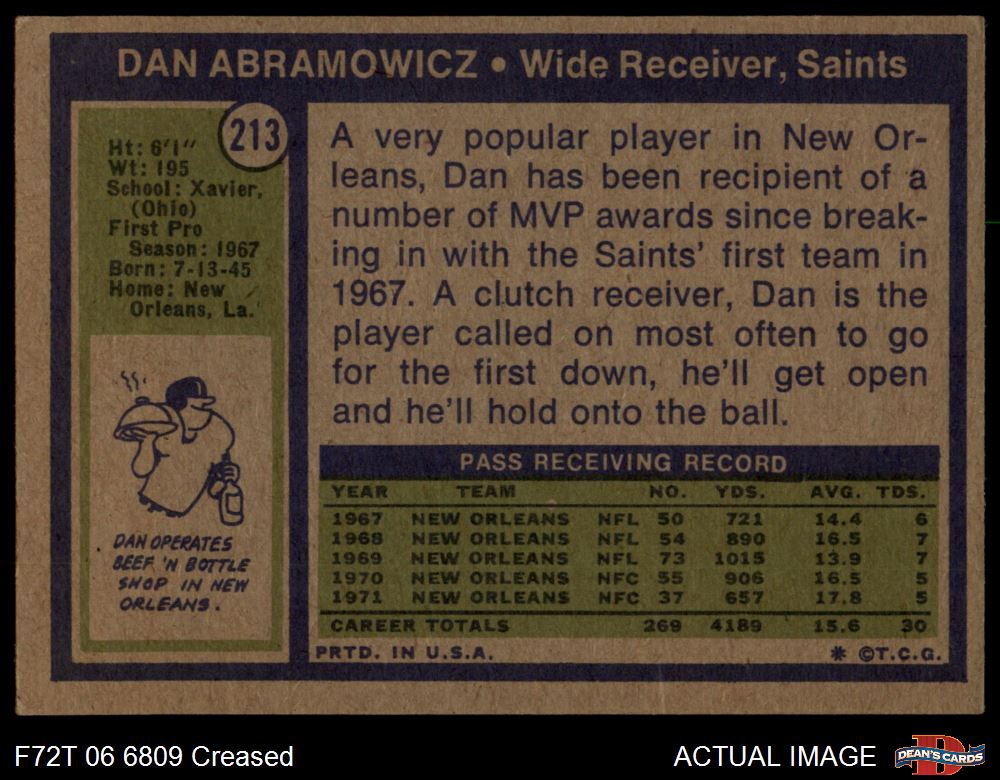 DAN ABRAMOWICZ • Wide Receiver, Saints
213
Ht: 6'1"
Wt: 195
School: Xavier,
(Ohio)
First Pro
Season: 1967
Born: 7-13-45
Home: New
Orleans, La.
DAN OPERATES
BEEF 'N BOTTLE
SHOP IN NEW
ORLEANS.
A very popular player in New Or-
leans, Dan has been recipient of a
number of MVP awards since break-
ing in with the Saints' first team in
1967. A clutch receiver, Dan is the
player called on most often to go
for the first down, he'll get open
and he'll hold onto the ball.
PASS RECEIVING RECORD
YEAR TEAM NO. YDS. AVG. TDS.
1967 NEW ORLEANS NFL 50 721 14.4 6
1968 NEW ORLEANS NFL 54 890 16.5 7
1969 NEW ORLEANS NFL 73 1015 13.9 7
1970 NEW ORLEANS NFC 55 906 16.5 5
1971 NEW ORLEANS NFC 37 657 17.8 5
CAREER TOTALS 269 4189 15.6 30
PRTD. IN U.S.A. * ©T.C.G.
F72T 06 6809 Creased ACTUAL IMAGE
DEAN'S CARDS